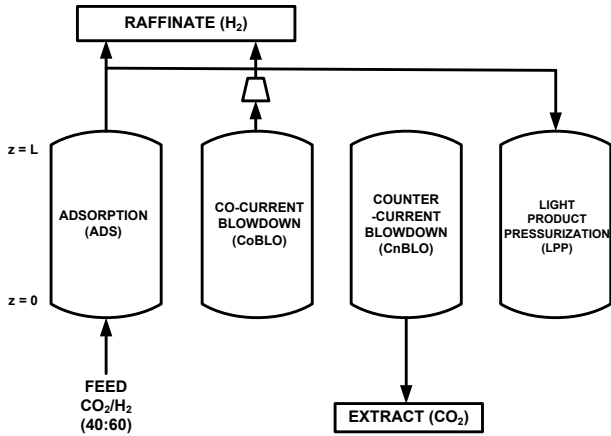 RAFFINATE (H₂)
z = L
z = 0
ADSORPTION
(ADS)
CO-CURRENT
BLOWDOWN
(CoBLO)
COUNTER
-CURRENT
BLOWDOWN
(CnBLO)
LIGHT
PRODUCT
PRESSURIZATION
(LPP)
FEED
CO₂/H₂
(40:60)
EXTRACT (CO₂)